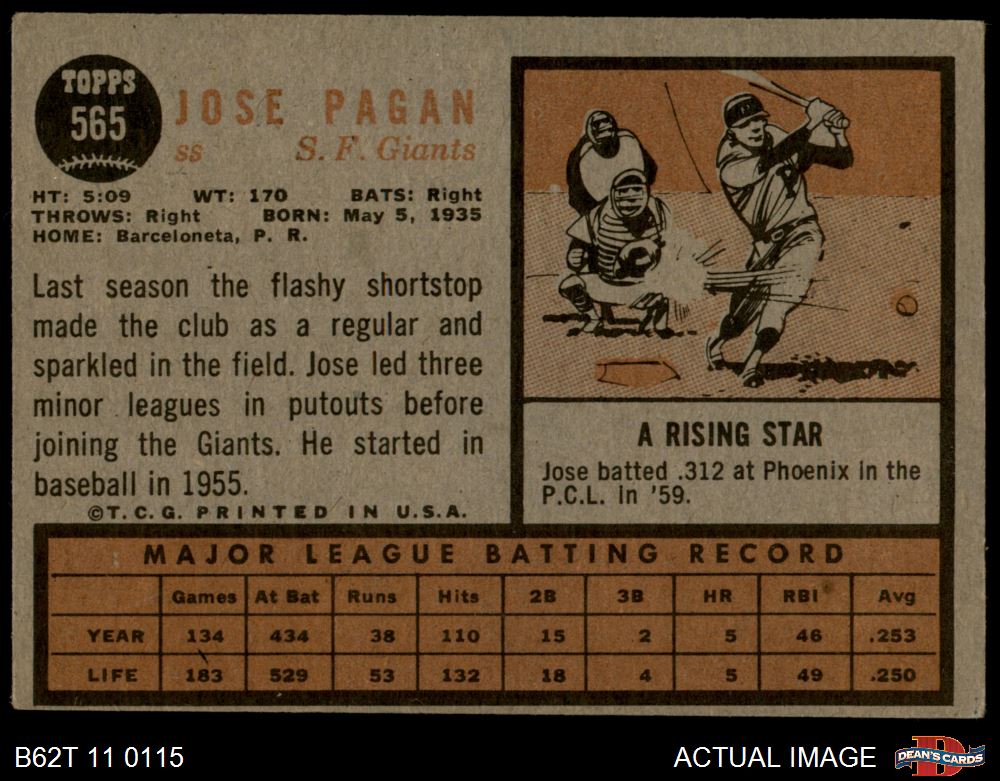 TOPPS
565
JOSE PAGAN
ss S. F. Giants
HT: 5:09 WT: 170 BATS: Right
THROWS: Right BORN: May 5, 1935
HOME: Barceloneta, P. R.
Last season the flashy shortstop
made the club as a regular and
sparkled in the field. Jose led three
minor leagues in putouts before
joining the Giants. He started in
baseball in 1955.
©T. C. G. PRINTED IN U.S.A.
P
A RISING STAR
Jose batted .312 at Phoenix in the
P.C.L. in '59.
MAJOR LEAGUE BATTING RECORD
Games At Bat Runs Hits 2B 3B HR RBI Avg
YEAR 134 434 38 110 15 2 5 46 .253
LIFE 183 529 53 132 18 4 5 49 .250
B62T 11 0115 ACTUAL IMAGE
D
DEAN'S CARDS